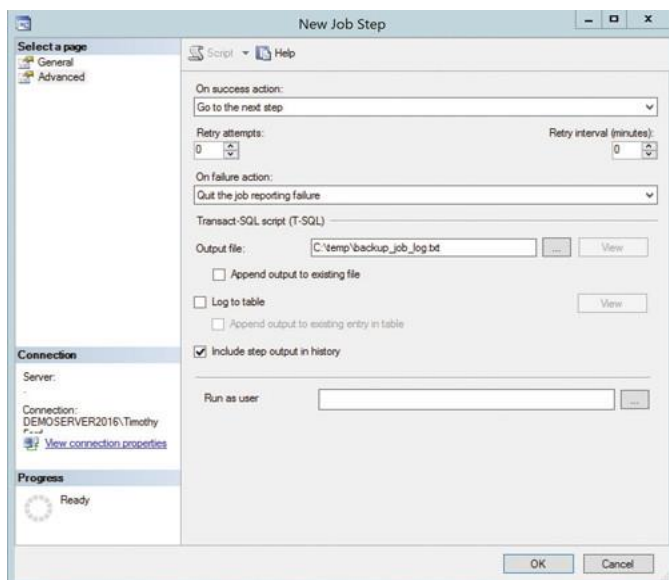 New Job Step
Select a page
General
Advanced
Script
Help
On success action:
Go to the next step
Retry attempts:
Retry interval (minutes):
0
0
On failure action:
Quit the job reporting failure
Transact-SQL script (T-SQL)
Output file:
C:\temp\backup_job_log.txt
...
View
Append output to existing file
Log to table
View
Append output to existing entry in table
Include step output in history
Run as user
...
Connection
Server:
.
Connection:
DEMOSERVER2016\Timothy
View connection properties
Progress
Ready
OK
Cancel